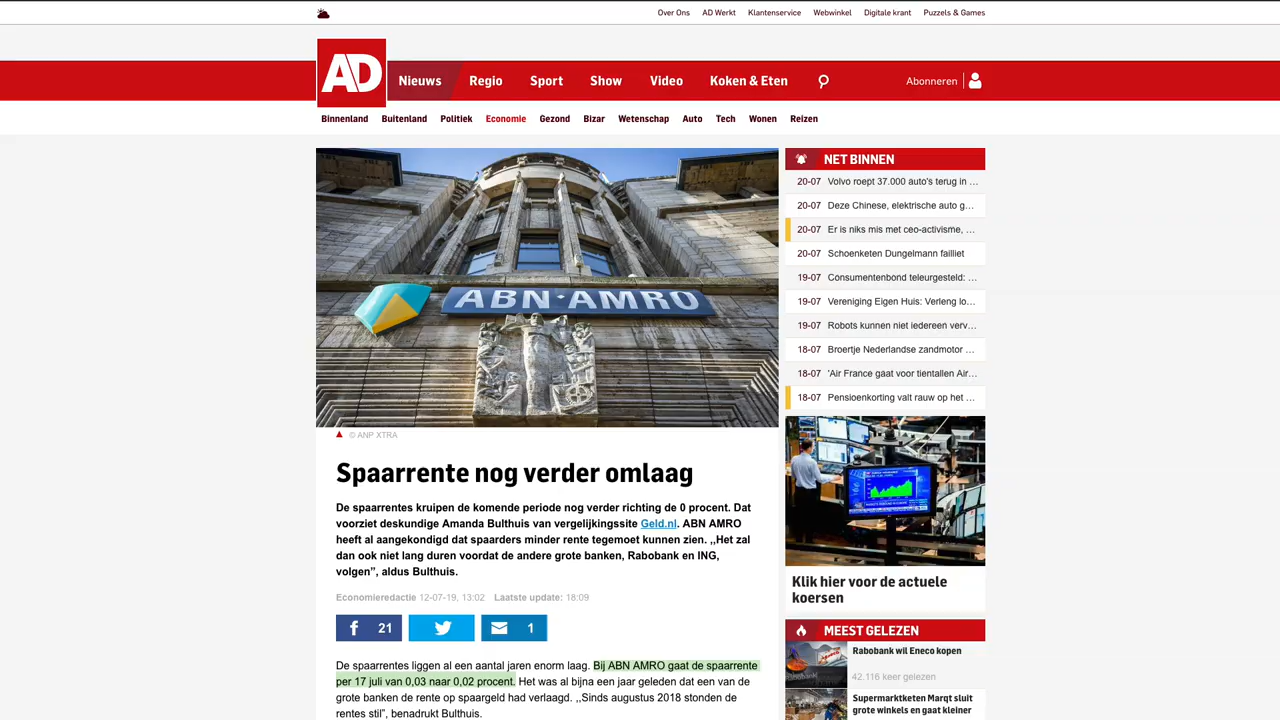 Over Ons AD Werkt Klantenservice Webwinkel Digitale krant Puzzels & Games
AD
Nieuws Regio Sport Show Video Koken & Eten
Abonneren
Binnenland Buitenland Politiek Economie Gezond Bizar Wetenschap Auto Tech Wonen Reizen
ABN·AMRO
© ANP XTRA
Spaarrente nog verder omlaag
De spaarrentes kruipen de komende periode nog verder richting de 0 procent. Dat
voorziet deskundige Amanda Bulthuis van vergelijkingssite Geld.nl. ABN AMRO
heeft al aangekondigd dat spaarders minder rente tegemoet kunnen zien. ,,Het zal
dan ook niet lang duren voordat de andere grote banken, Rabobank en ING,
volgen”, aldus Bulthuis.
Economieredactie 12-07-19, 13:02 Laatste update: 18:09
21
1
De spaarrentes liggen al een aantal jaren enorm laag. Bij ABN AMRO gaat de spaarrente
per 17 juli van 0,03 naar 0,02 procent. Het was al bijna een jaar geleden dat een van de
grote banken de rente op spaargeld had verlaagd. ,,Sinds augustus 2018 stonden de
rentes stil”, benadrukt Bulthuis.
NET BINNEN
20-07 Volvo roept 37.000 auto's terug in ...
20-07 Deze Chinese, elektrische auto g...
20-07 Er is niks mis met ceo-activisme, ...
20-07 Schoenketen Dungelmann failliet
19-07 Consumentenbond teleurgesteld: ...
19-07 Vereniging Eigen Huis: Verleng lo...
19-07 Robots kunnen niet iedereen verv...
18-07 Broertje Nederlandse zandmotor ...
18-07 'Air France gaat voor tientallen Air...
18-07 Pensioenkorting valt rauw op het ...
Klik hier voor de actuele
koersen
MEEST GELEZEN
Rabobank wil Eneco kopen
42.116 keer gelezen
Supermarktketen Marqt sluit
grote winkels en gaat kleiner